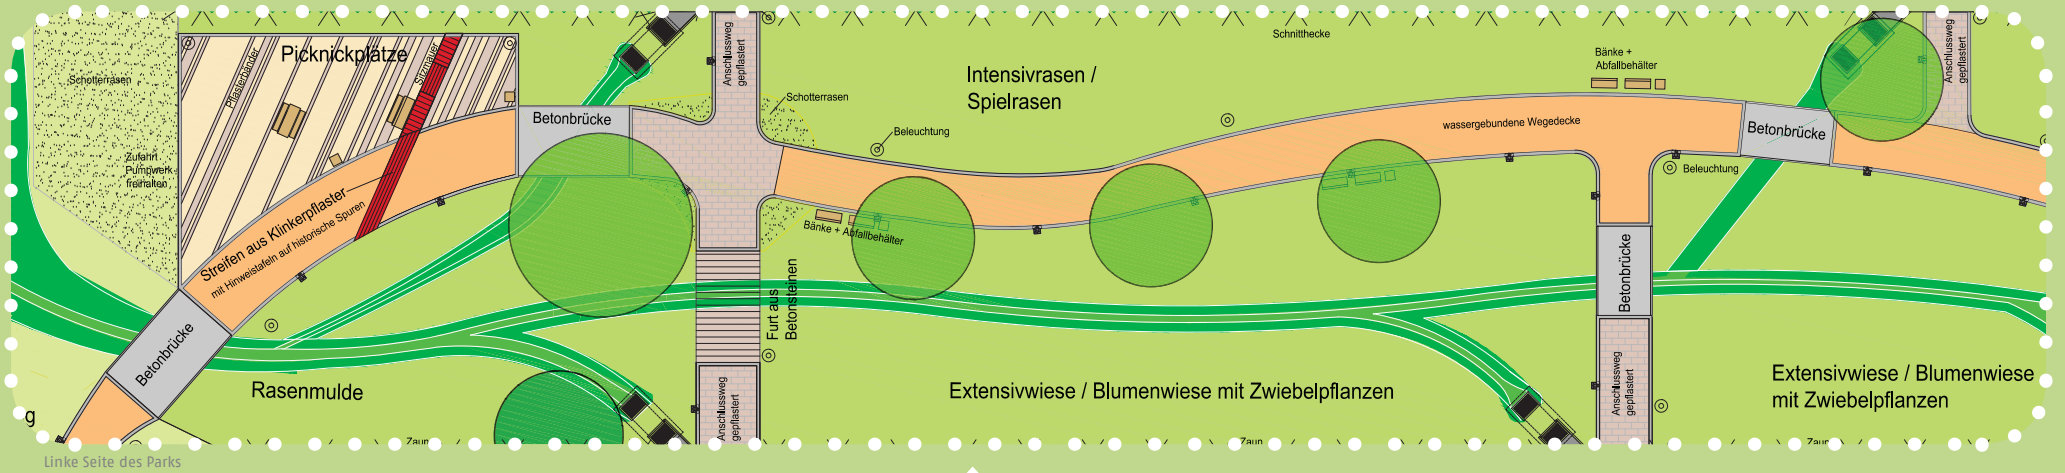 Picknickplätze
Schotterrasen
Pflasterbänder
Sitzmauer
Zufahrt
Pumpwerk
freihalten
Streifen aus Klinkerpflaster
mit Hinweistafeln auf historische Spuren
Betonbrücke
Rasenmulde
g
Betonbrücke
Anschlussweg
gepflastert
Schotterrasen
Beleuchtung
Bänke + Abfallbehälter
Furt aus
Betonsteinen
Anschlussweg
gepflastert
Intensivrasen /
Spielrasen
Schnitthecke
Bänke +
Abfallbehälter
wassergebundene Wegedecke
Betonbrücke
Anschlussweg
gepflastert
Beleuchtung
Betonbrücke
Anschlussweg
gepflastert
Extensivwiese / Blumenwiese mit Zwiebelpflanzen
Extensivwiese / Blumenwiese
mit Zwiebelpflanzen
Zaun
Zaun
Zaun
Linke Seite des Parks